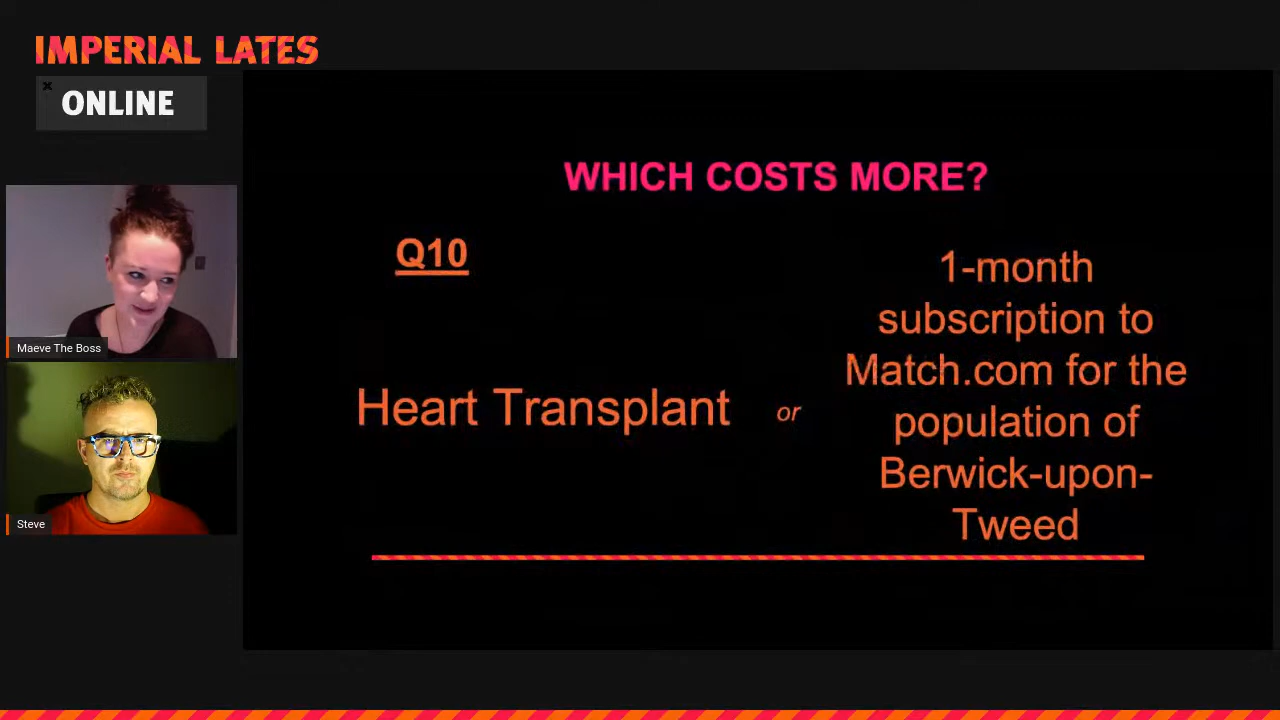 IMPERIAL LATES
ONLINE
WHICH COSTS MORE?
Q10
Heart Transplant
or
1-month
subscription to
Match.com for the
population of
Berwick-upon-
Tweed
Maeve The Boss
Steve